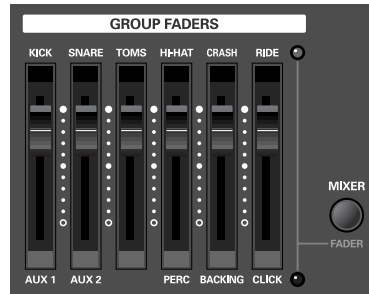 GROUP FADERS
KICK SNARE TOMS HI-HAT CRASH RIDE
MIXER
FADER
AUX 1 AUX 2 PERC BACKING CLICK